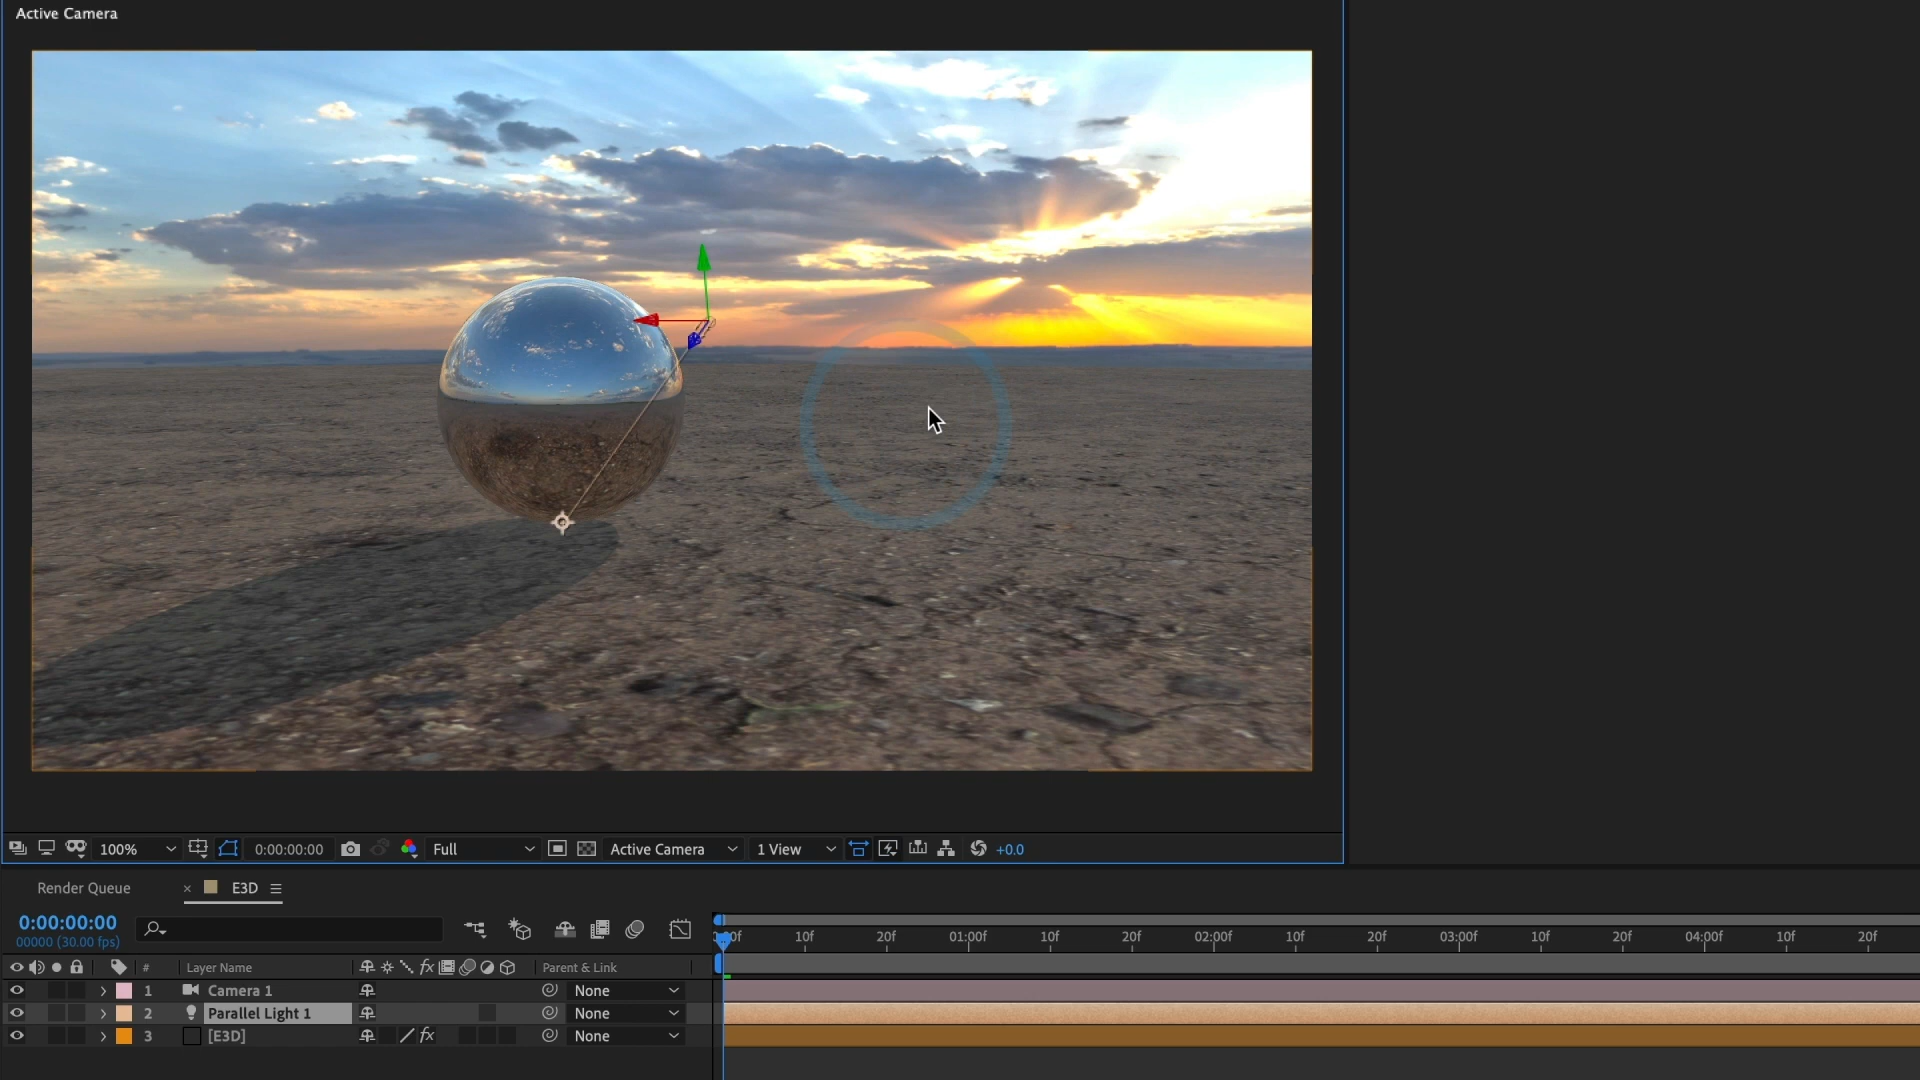 Active Camera
100%
0:00:00:00
Full
Active Camera
1 View
+0.0
Render Queue
× E3D
0:00:00:00
00000 (30.00 fps)
10f 20f 01:00f 10f 20f 02:00f 10f 20f 03:00f 10f 20f 04:00f 10f 20f
# Layer Name fx Parent & Link
1 Camera 1 None
2 Parallel Light 1 None
3 [E3D] fx None